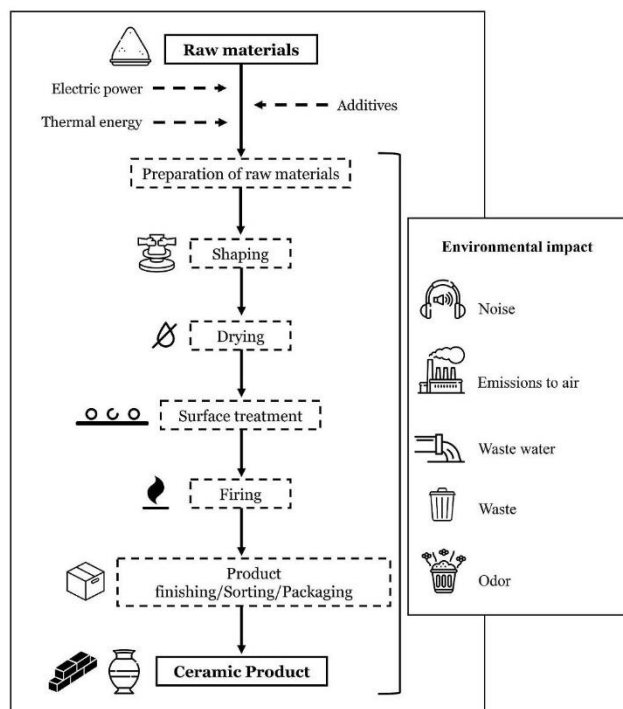 Raw materials
Electric power
Additives
Thermal energy
Preparation of raw materials
Shaping
Drying
Surface treatment
Firing
Product
finishing/Sorting/Packaging
Ceramic Product
Environmental impact
Noise
Emissions to air
Waste water
Waste
Odor